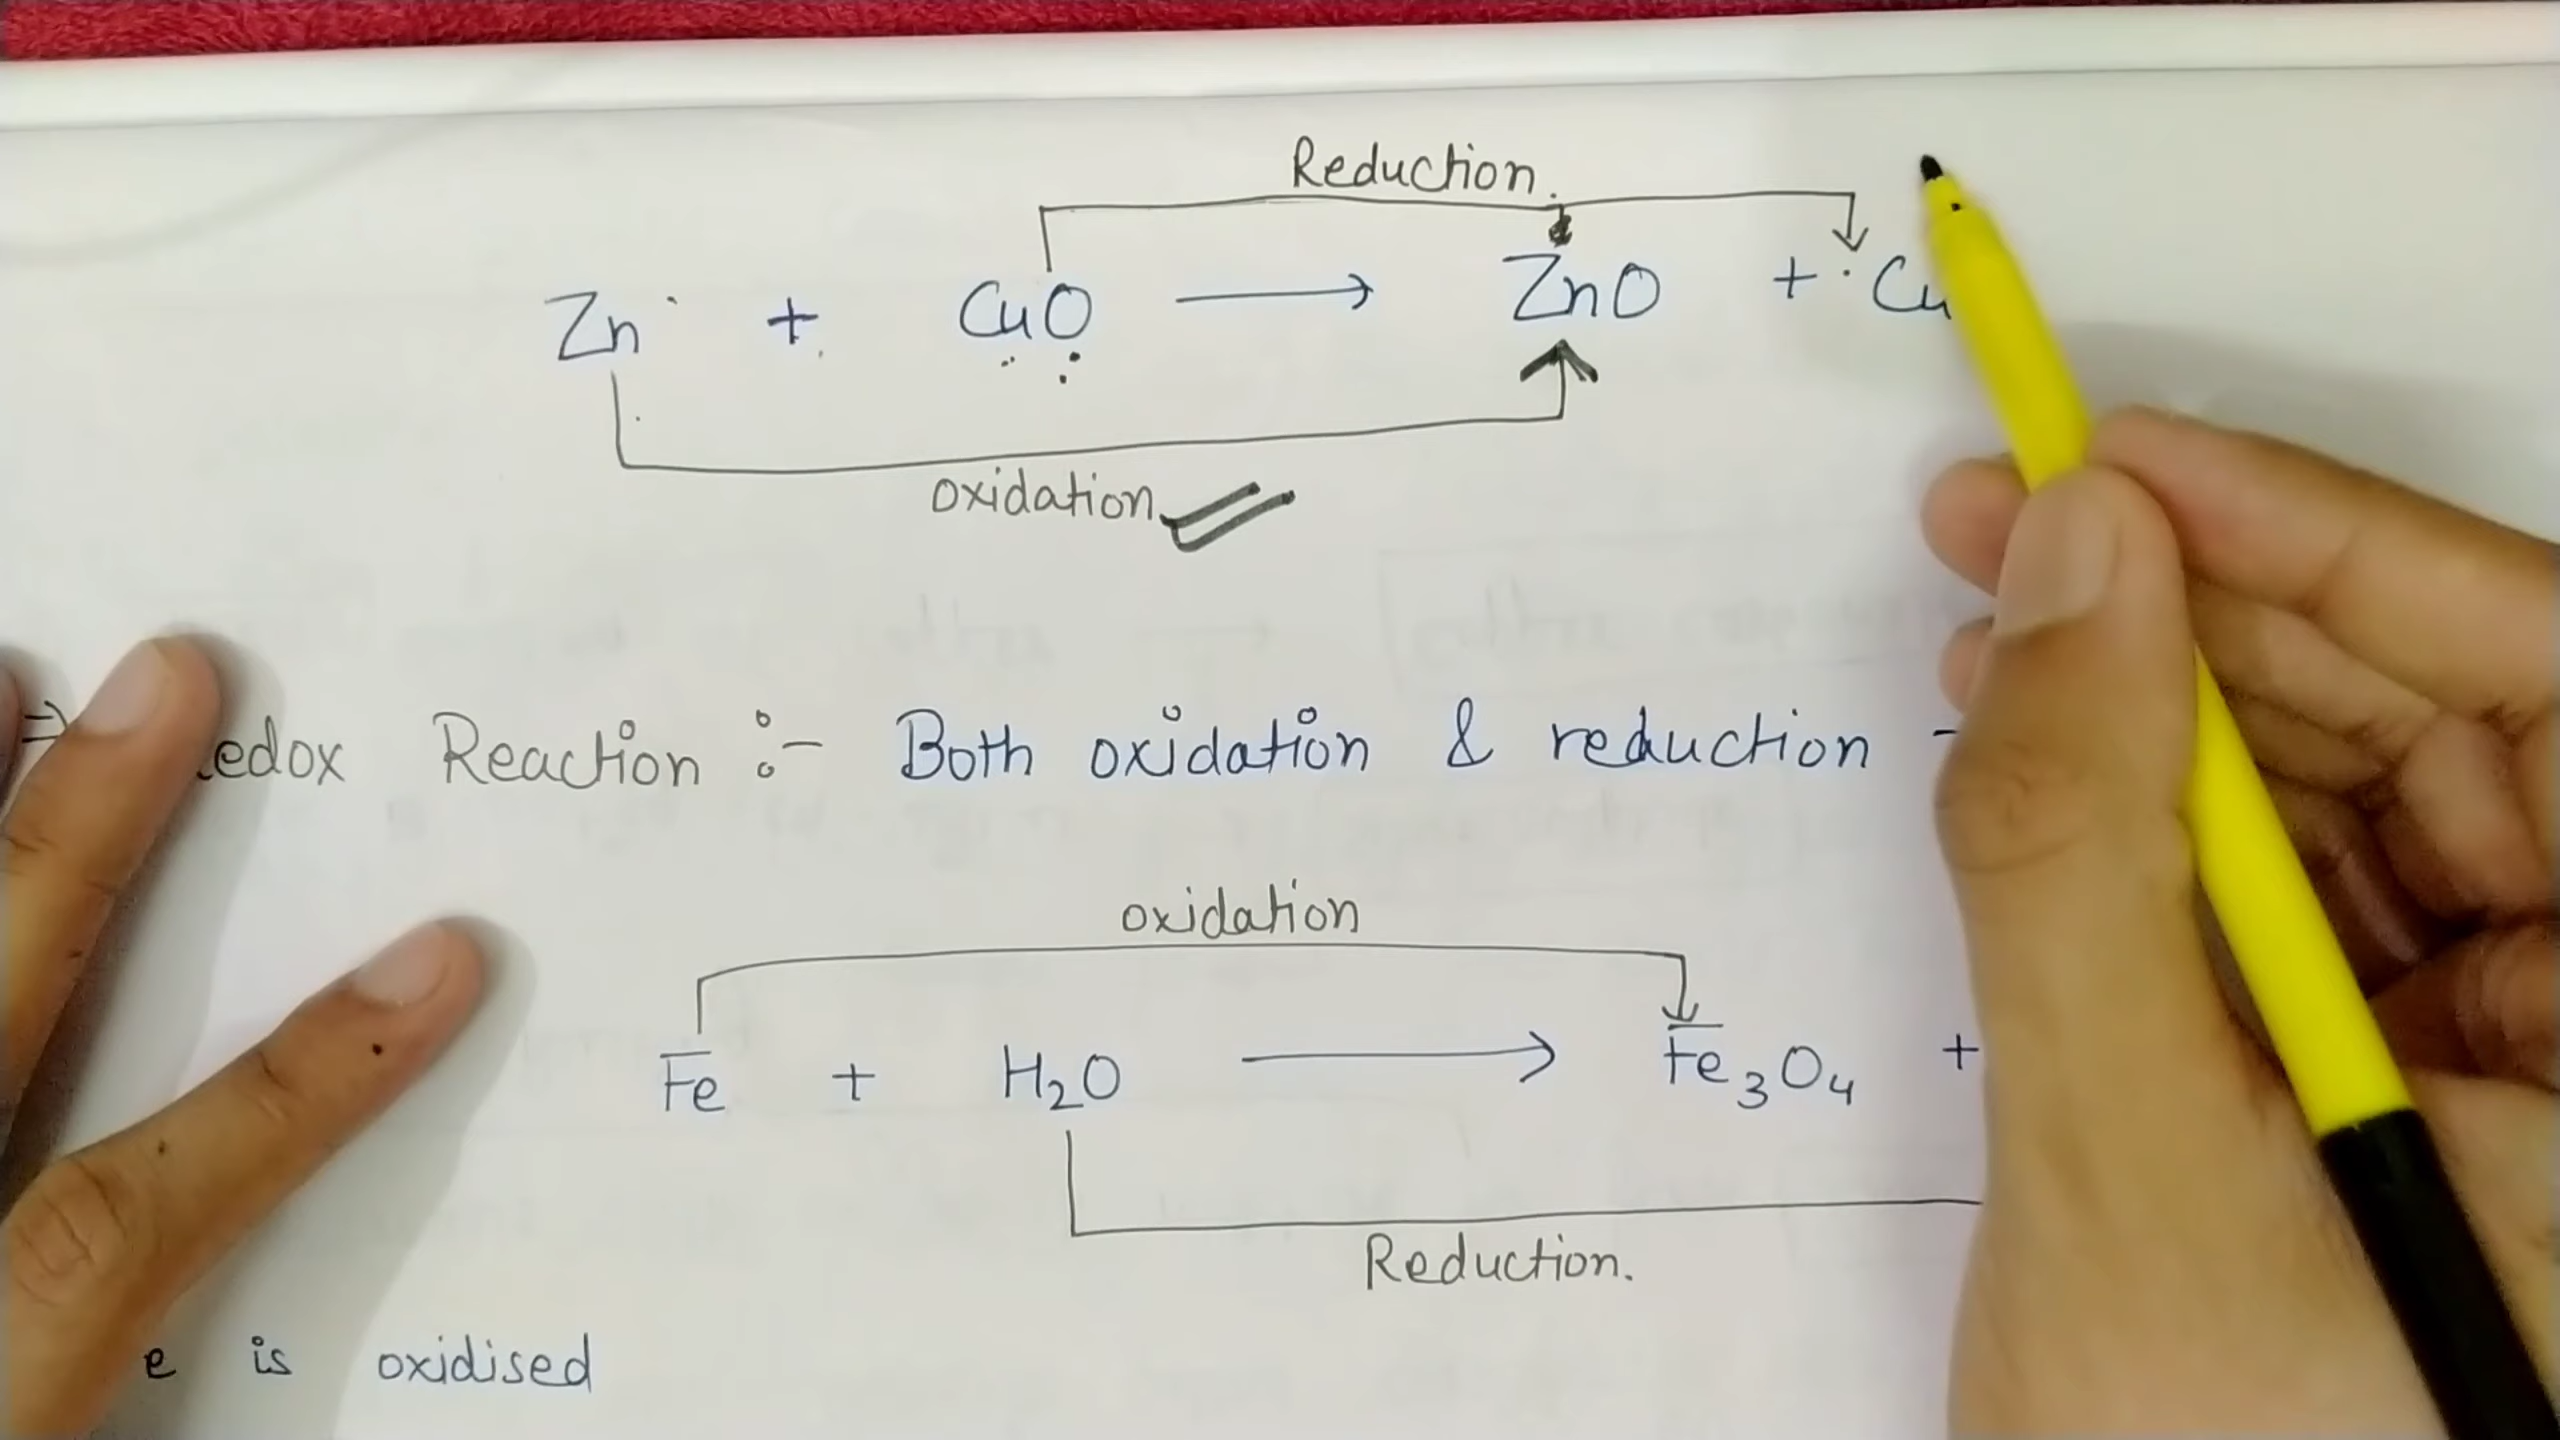 Reduction.
Zn + CuO → ZnO + Cu
oxidation
⇒ edox Reaction :- Both oxidation & reduction -
oxidation
Fe + H₂O → Fe₃O₄ +
Reduction.
e is oxidised